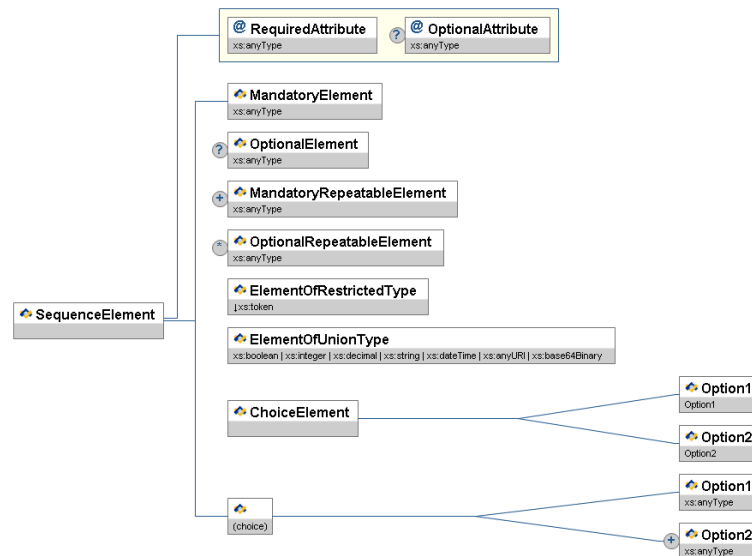 @ RequiredAttribute
xs:anyType
? @ OptionalAttribute
xs:anyType
MandatoryElement
xs:anyType
? OptionalElement
xs:anyType
+ MandatoryRepeatableElement
xs:anyType
* OptionalRepeatableElement
xs:anyType
ElementOfRestrictedType
↓xs:token
SequenceElement
ElementOfUnionType
xs:boolean | xs:integer | xs:decimal | xs:string | xs:dateTime | xs:anyURI | xs:base64Binary
Option1
Option1
ChoiceElement
Option2
Option2
Option1
xs:anyType
(choice)
+ Option2
xs:anyType